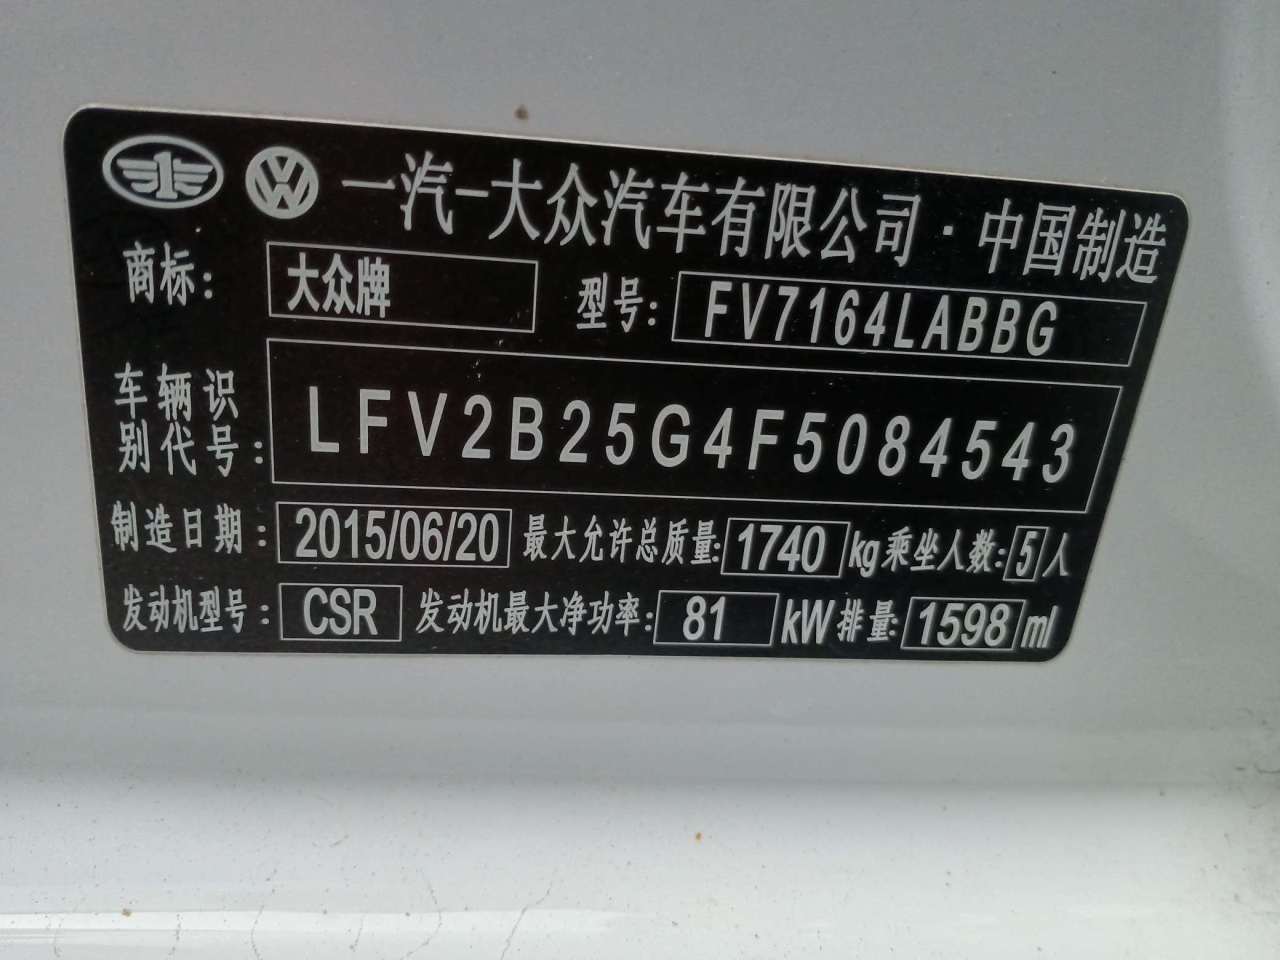 一汽-大众汽车有限公司·中国制造
商标: 大众牌 型号: FV7164LABBG
车辆识
别代号: LFV2B25G4F5084543
制造日期: 2015/06/20 最大允许总质量: 1740 kg 乘坐人数: 5 人
发动机型号: CSR 发动机最大净功率: 81 kW 排量: 1598 ml